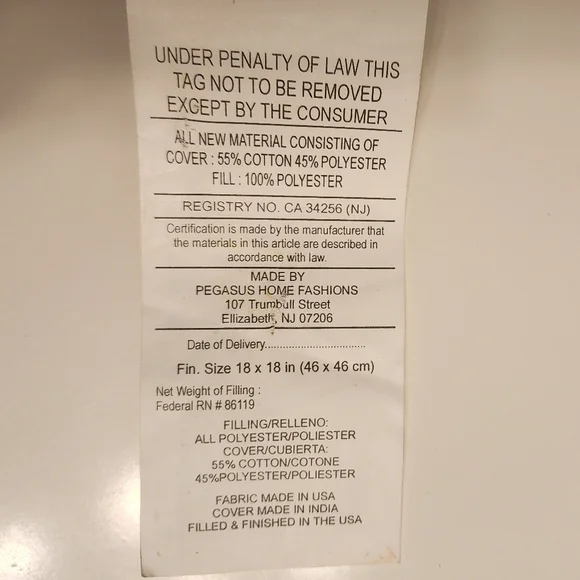 UNDER PENALTY OF LAW THIS
TAG NOT TO BE REMOVED
EXCEPT BY THE CONSUMER
ALL NEW MATERIAL CONSISTING OF
COVER : 55% COTTON 45% POLYESTER
FILL : 100% POLYESTER
REGISTRY NO. CA 34256 (NJ)
Certification is made by the manufacturer that
the materials in this article are described in
accordance with law.
MADE BY
PEGASUS HOME FASHIONS
107 Trumbull Street
Ellizabeth, NJ 07206
Date of Delivery.................................
Fin. Size 18 x 18 in (46 x 46 cm)
Net Weight of Filling :
Federal RN # 86119
FILLING/RELLENO:
ALL POLYESTER/POLIESTER
COVER/CUBIERTA:
55% COTTON/COTONE
45%POLYESTER/POLIESTER
FABRIC MADE IN USA
COVER MADE IN INDIA
FILLED & FINISHED IN THE USA